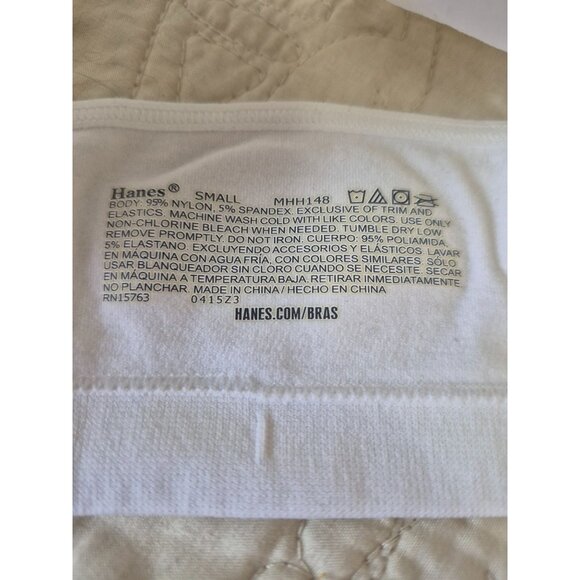 Hanes® SMALL MHH148
BODY: 95% NYLON, 5% SPANDEX. EXCLUSIVE OF TRIM AND
ELASTICS. MACHINE WASH COLD WITH LIKE COLORS. USE ONLY
NON-CHLORINE BLEACH WHEN NEEDED. TUMBLE DRY LOW.
REMOVE PROMPTLY. DO NOT IRON. CUERPO: 95% POLIAMIDA,
5% ELASTANO. EXCLUYENDO ACCESORIOS Y ELÁSTICOS. LAVAR
EN MÁQUINA CON AGUA FRÍA, CON COLORES SIMILARES. SÓLO
USAR BLANQUEADOR SIN CLORO CUANDO SE NECESITE. SECAR
EN MÁQUINA A TEMPERATURA BAJA. RETIRAR INMEDIATAMENTE.
NO PLANCHAR. MADE IN CHINA / HECHO EN CHINA
RN15763 0415Z3
HANES.COM/BRAS